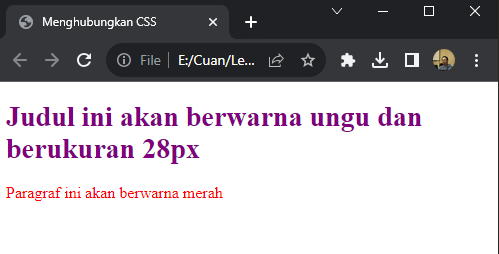 Menghubungkan CSS
File
E:/Cuan/Le...
Judul ini akan berwarna ungu dan
berukuran 28px
Paragraf ini akan berwarna merah